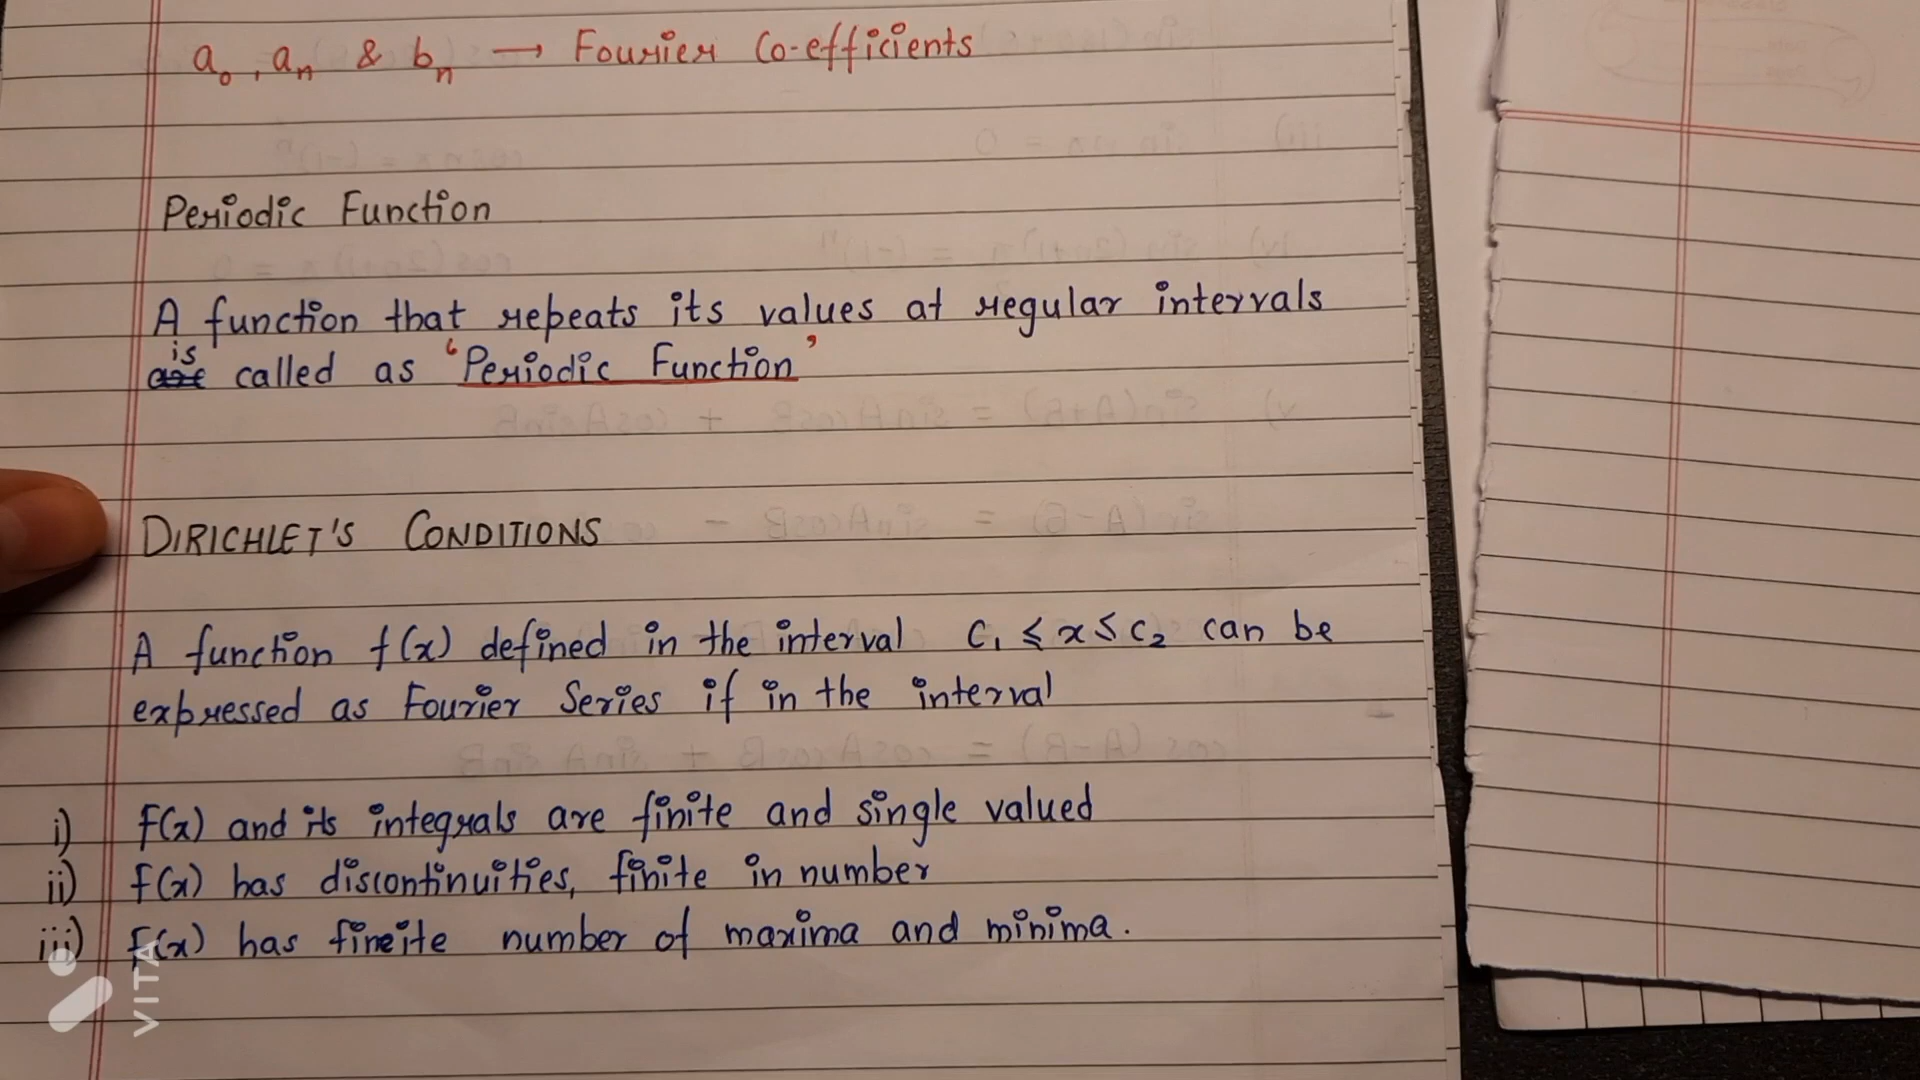 a₀, aₙ & bₙ → Fourier Co-efficients
Periodic Function
A function that repeats its values at regular intervals
is
are called as ‘Periodic Function’
DIRICHLET'S CONDITIONS
A function f(x) defined in the interval C₁ ≤ x ≤ C₂ can be
expressed as Fourier Series if in the interval
i) F(x) and its integrals are finite and single valued
ii) F(x) has discontinuities, finite in number
iii) F(x) has fineite number of maxima and minima.
VITA